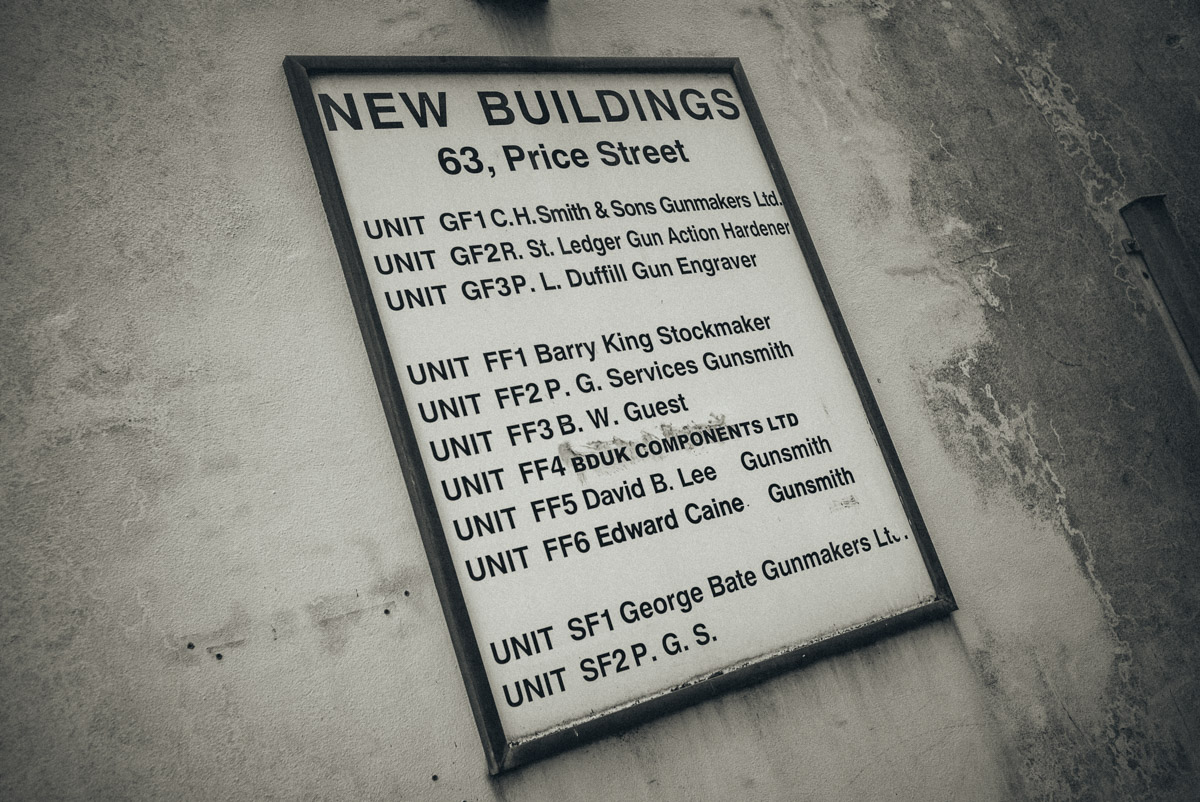 NEW BUILDINGS
63, Price Street
UNIT GF1 C.H. Smith & Sons Gunmakers Ltd.
UNIT GF2 R. St. Ledger Gun Action Hardener
UNIT GF3 P. L. Duffill Gun Engraver
UNIT FF1 Barry King Stockmaker
UNIT FF2 P. G. Services Gunsmith
UNIT FF3 B. W. Guest
UNIT FF4 BDUK COMPONENTS LTD
UNIT FF5 David B. Lee Gunsmith
UNIT FF6 Edward Caine Gunsmith
UNIT SF1 George Bate Gunmakers Ltd.
UNIT SF2 P. G. S.